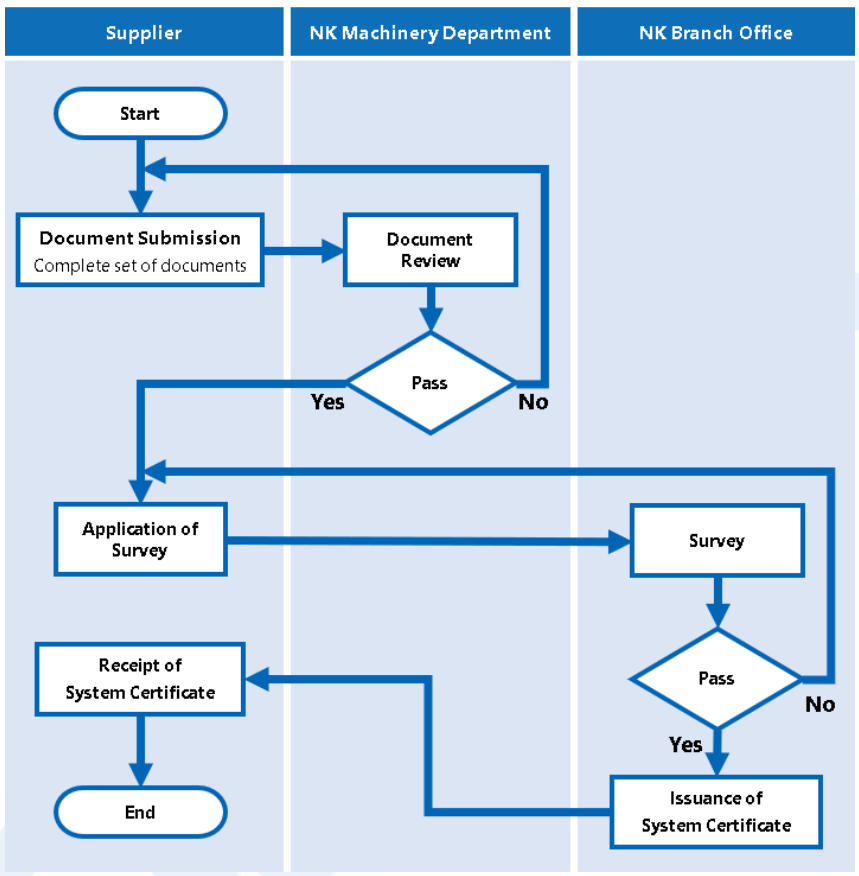 Supplier
NK Machinery Department
NK Branch Office
Start
Document Submission
Complete set of documents
Document
Review
Pass
Yes
No
Application of
Survey
Survey
Pass
No
Yes
Receipt of
System Certificate
Issuance of
System Certificate
End